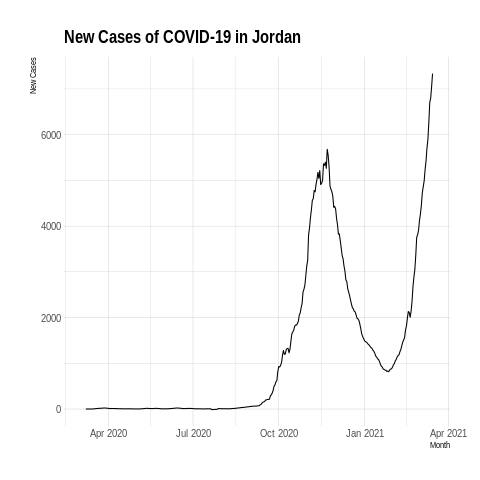 New Cases of COVID-19 in Jordan
New Cases
6000
4000
2000
0
Apr 2020 Jul 2020 Oct 2020 Jan 2021 Apr 2021
Month